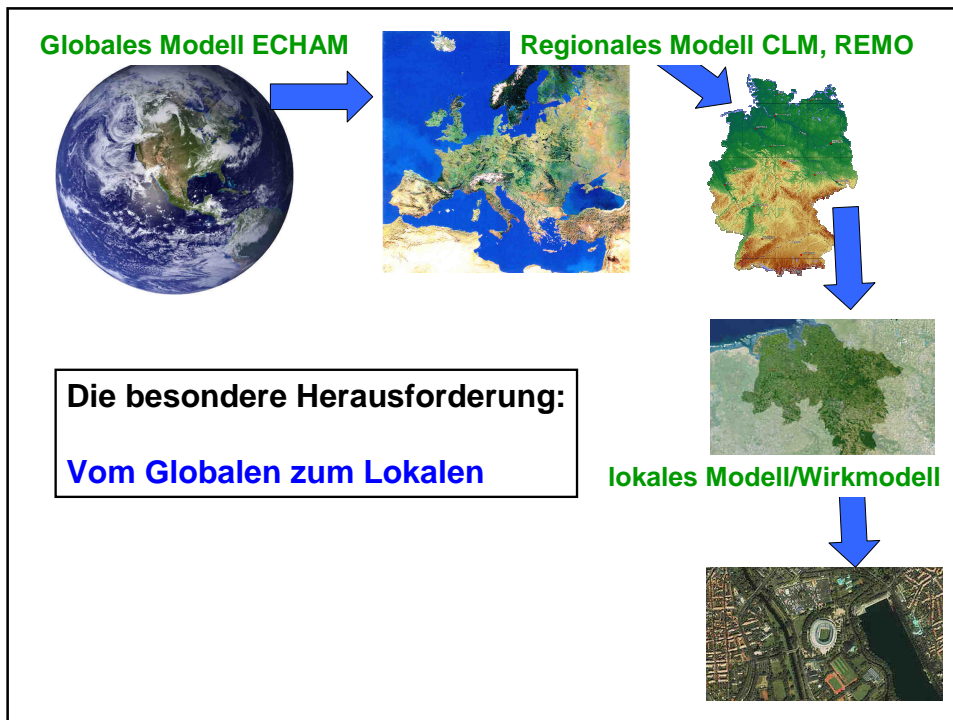 Globales Modell ECHAM
Regionales Modell CLM, REMO
Die besondere Herausforderung:
Vom Globalen zum Lokalen
lokales Modell/Wirkmodell